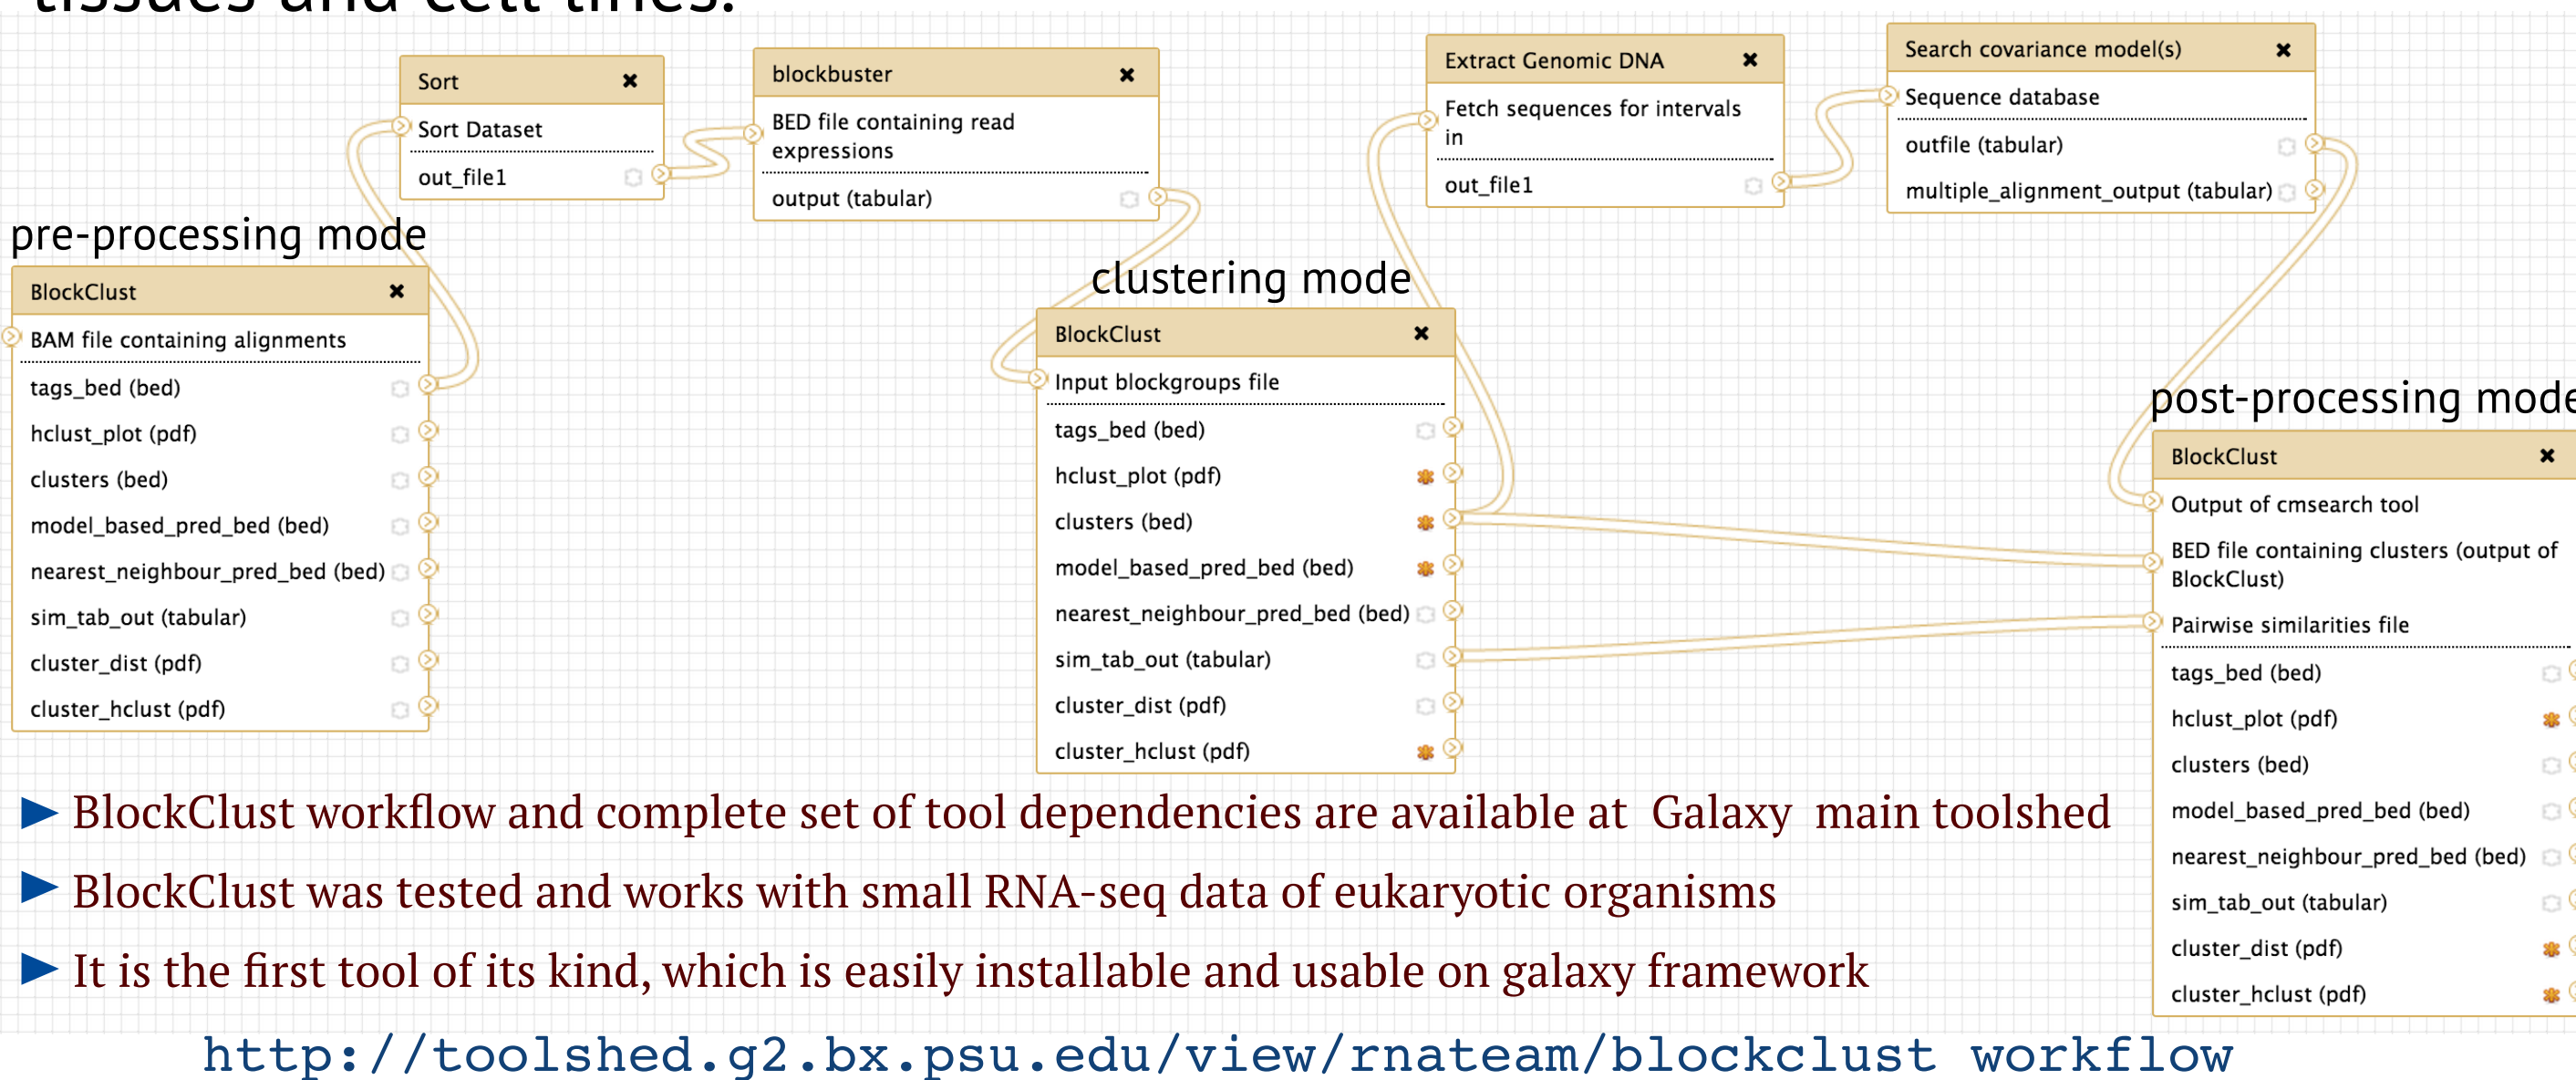 tissues and cell lines.
Sort
Sort Dataset
out_file1
blockbuster
BED file containing read
expressions
output (tabular)
Extract Genomic DNA
Fetch sequences for intervals
in
out_file1
Search covariance model(s)
Sequence database
outfile (tabular)
multiple_alignment_output (tabular)
pre-processing mode
BlockClust
BAM file containing alignments
tags_bed (bed)
hclust_plot (pdf)
clusters (bed)
model_based_pred_bed (bed)
nearest_neighbour_pred_bed (bed)
sim_tab_out (tabular)
cluster_dist (pdf)
cluster_hclust (pdf)
clustering mode
BlockClust
Input blockgroups file
tags_bed (bed)
hclust_plot (pdf)
clusters (bed)
model_based_pred_bed (bed)
nearest_neighbour_pred_bed (bed)
sim_tab_out (tabular)
cluster_dist (pdf)
cluster_hclust (pdf)
post-processing mode
BlockClust
Output of cmsearch tool
BED file containing clusters (output of
BlockClust)
Pairwise similarities file
tags_bed (bed)
hclust_plot (pdf)
clusters (bed)
model_based_pred_bed (bed)
nearest_neighbour_pred_bed (bed)
sim_tab_out (tabular)
cluster_dist (pdf)
cluster_hclust (pdf)
BlockClust workflow and complete set of tool dependencies are available at Galaxy main toolshed
BlockClust was tested and works with small RNA-seq data of eukaryotic organisms
It is the first tool of its kind, which is easily installable and usable on galaxy framework
http://toolshed.g2.bx.psu.edu/view/rnateam/blockclust workflow